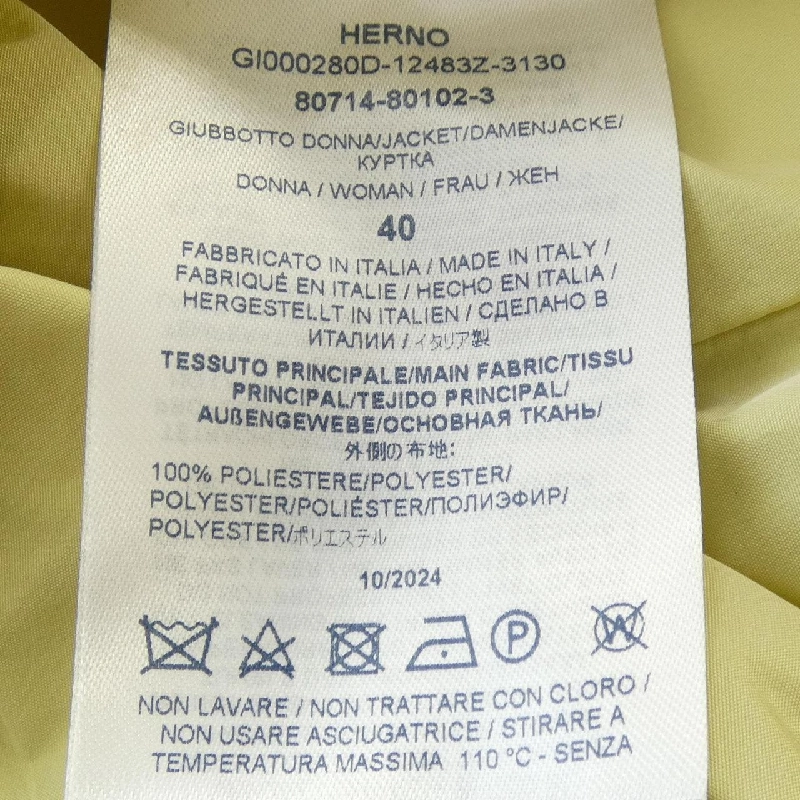 HERNO
GI000280D-12483Z-3130
80714-80102-3
GIUBBOTTO DONNA/JACKET/DAMENJACKE/
КУРТКА
DONNA / WOMAN / FRAU / ЖЕН
40
FABBRICATO IN ITALIA / MADE IN ITALY /
FABRIQUÉ EN ITALIE / HECHO EN ITALIA /
HERGESTELLT IN ITALIEN / СДЕЛАНО В
ИТАЛИИ / イタリア製
TESSUTO PRINCIPALE/MAIN FABRIC/TISSU
PRINCIPAL/TEJIDO PRINCIPAL/
AUßENGEWEBE/ОСНОВНАЯ ТКАНЬ/
外側の布地:
100% POLIESTERE/POLYESTER/
POLYESTER/POLIÉSTER/ПОЛИЭФИР/
POLYESTER/ポリエステル
10/2024
P W
NON LAVARE / NON TRATTARE CON CLORO /
NON USARE ASCIUGATRICE / STIRARE A
TEMPERATURA MASSIMA 110 °C - SENZA